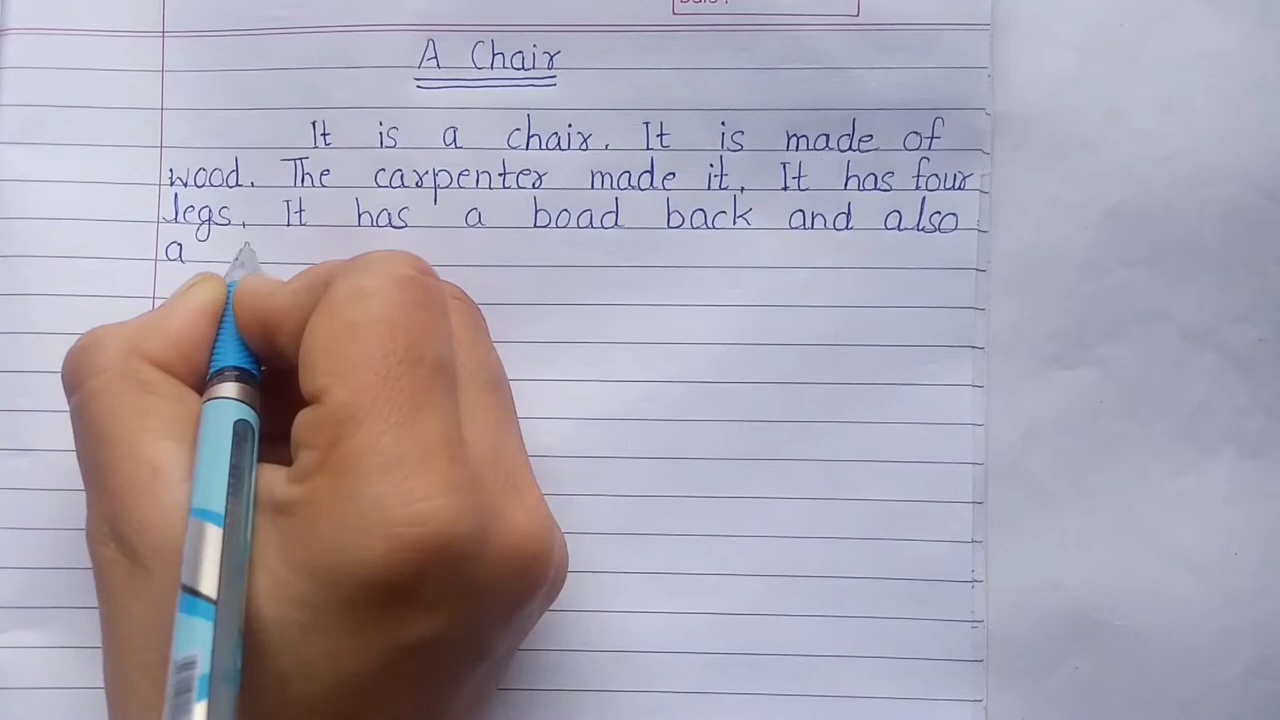 A Chair
It is a chair. It is made of
wood. The carpenter made it. It has four
legs. It has a boad back and also
a